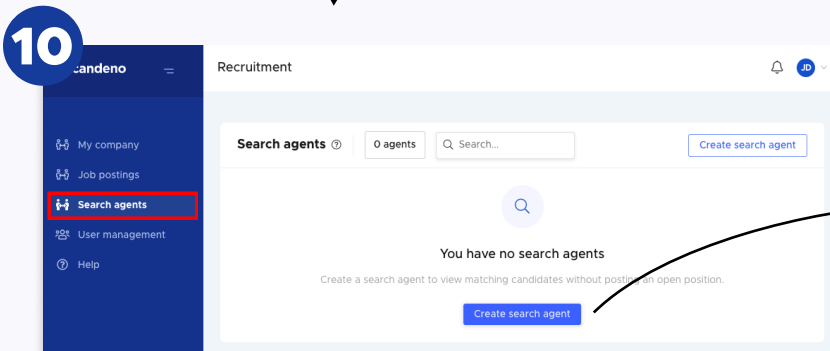 10
candeno
Recruitment
JD
My company
Job postings
Search agents
User management
Help
Search agents
0 agents
Search...
Create search agent
You have no search agents
Create a search agent to view matching candidates without posting an open position.
Create search agent